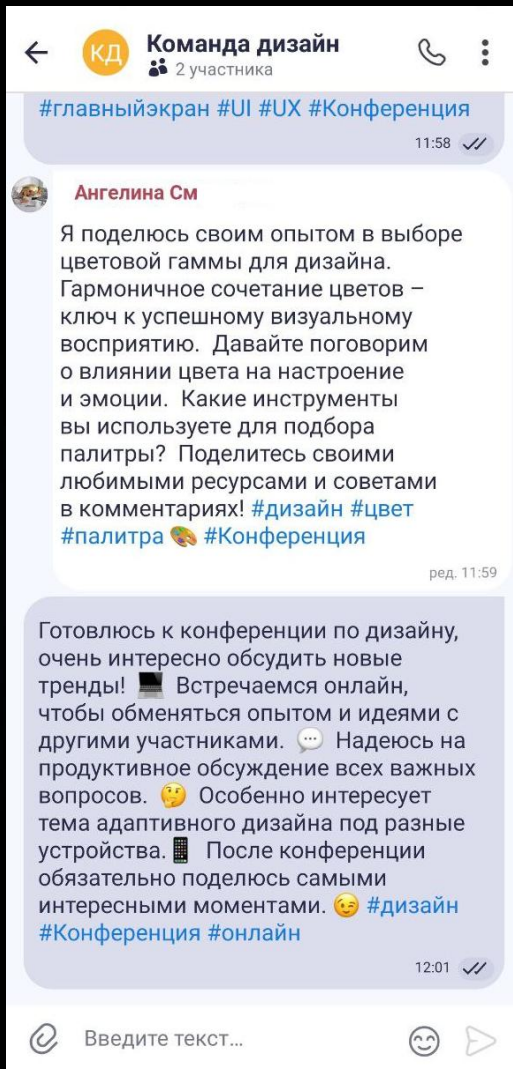 КД
Команда дизайн
2 участника
#главныйэкран #UI #UX #Конференция
11:58
Ангелина См
Я поделюсь своим опытом в выборе
цветовой гаммы для дизайна.
Гармоничное сочетание цветов –
ключ к успешному визуальному
восприятию.  Давайте поговорим
о влиянии цвета на настроение
и эмоции.  Какие инструменты
вы используете для подбора
палитры?  Поделитесь своими
любимыми ресурсами и советами
в комментариях! #дизайн #цвет
#палитра 🎨 #Конференция
ред. 11:59
Готовлюсь к конференции по дизайну,
очень интересно обсудить новые
тренды! 💻 Встречаемся онлайн,
чтобы обменяться опытом и идеями с
другими участниками. 💬 Надеюсь на
продуктивное обсуждение всех важных
вопросов. 🤔 Особенно интересует
тема адаптивного дизайна под разные
устройства.📱 После конференции
обязательно поделюсь самыми
интересными моментами. 😉 #дизайн
#Конференция #онлайн
12:01
Введите текст...